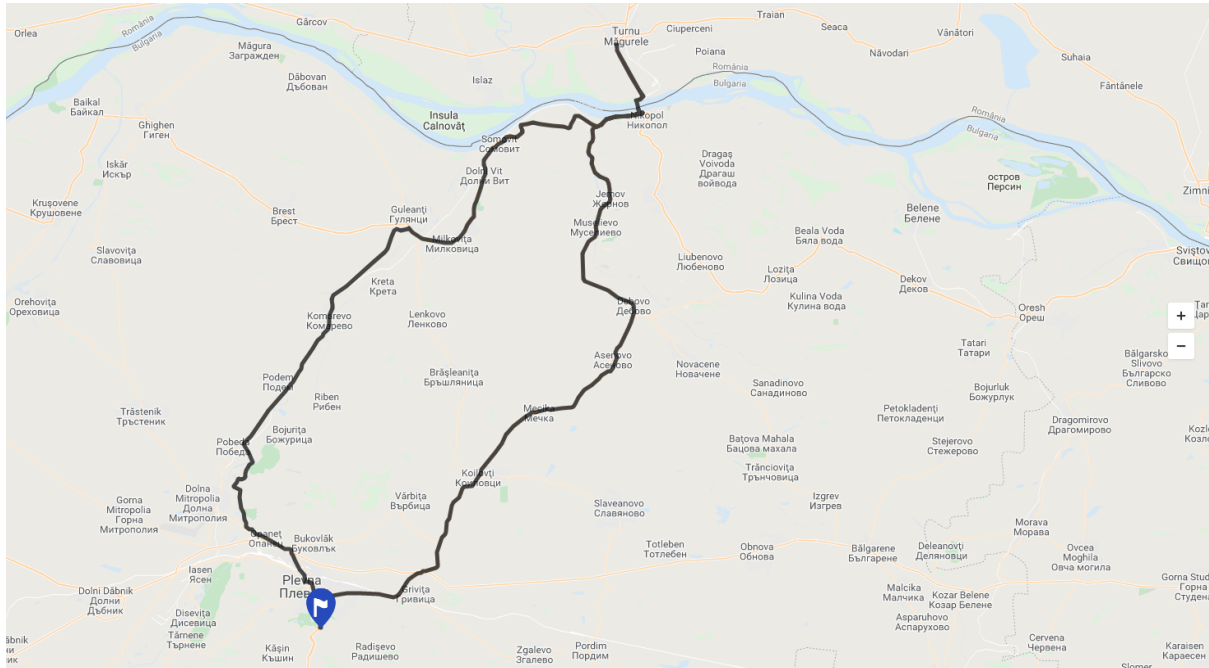 Orlea
România
Bulgaria
Gârcov
Măgura
Загражден
Dăbovan
Дъбован
Islaz
Turnu
Măgurele
Ciuperceni
Traian
Seaca
Vânători
Poiana
Năvodari
Suhaia
Fântânele
România
Bulgaria
Baikal
Байкал
Ghighen
Гиген
Insula
Calnovăț
Somovit
Сомовит
Nikopol
Никопол
România
Bulgaria
Iskăr
Искър
Dolni Vit
Долни Вит
Dragaș
Voivoda
Драгаш
войвода
остров
Персин
Zimni
Krușovene
Крушовене
Brest
Брест
Guleanți
Гулянци
Jernov
Жернов
Belene
Белене
Slavovița
Славовица
Milkovița
Милковица
Muselievo
Муселиево
Beala Voda
Бяла вода
Sviștov
Свищов
Kreta
Крета
Liubenovo
Любеново
Lozița
Лозица
Dekov
Деков
Orehovița
Ореховица
Komarevo
Комарево
Lenkovo
Ленково
Debovo
Дебово
Kulina Voda
Кулина вода
Oresh
Ореш
+
−
Asenovo
Асеново
Novacene
Новачене
Tatari
Татари
Bălgarsko
Slivovo
Българско
Сливово
Podem
Подем
Riben
Рибен
Brășleanița
Бръшляница
Sanadinovo
Санадиново
Bojurluk
Божурлук
Trăstenik
Тръстеник
Mecika
Мечка
Petokladenți
Петокладенци
Dragomirovo
Драгомирово
Pobeda
Победа
Bojurița
Божурица
Bațova Mahala
Бацова махала
Stejerovo
Стежерово
Koilovți
Коиловци
Trânciovița
Трънчовица
Gorna
Mitropolia
Горна
Митрополия
Dolna
Mitropolia
Долна
Митрополия
Vărbița
Върбица
Slaveanovo
Славяново
Izgrev
Изгрев
Opaneț
Опанец
Bukovlăk
Буковлък
Totleben
Тотлебен
Obnova
Обнова
Bălgarene
Българене
Deleanovți
Деляновци
Morava
Морава
Ovcea
Moghila
Овча могила
Iasen
Ясен
Dolni Dăbnik
Долни
Дъбник
Plevna
Плевен
Grivița
Гривица
Malcika
Малчика
Kozar Belene
Козар Белене
Gorna Stud
Горна
Студена
Disevița
Дисевица
Asparuhovo
Аспарухово
Târnene
Търнене
Kășin
Къшин
Radișevo
Радишево
Zgalevo
Згалево
Pordim
Пордим
Cervena
Червена
Karaisen
Караисен